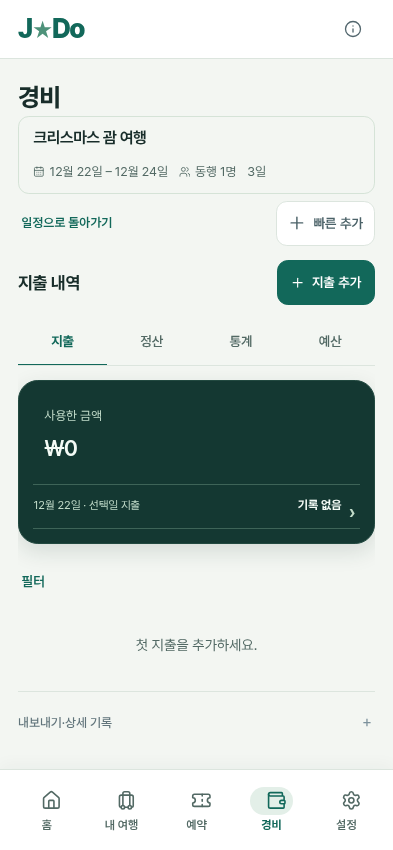 J★Do
경비
크리스마스 괌 여행
12월 22일 – 12월 24일 동행 1명 3일
일정으로 돌아가기
+ 빠른 추가
지출 내역
+ 지출 추가
지출 정산 통계 예산
사용한 금액
₩0
12월 22일 · 선택일 지출 기록 없음 ›
필터
첫 지출을 추가하세요.
내보내기·상세 기록 +
홈 내 여행 예약 경비 설정